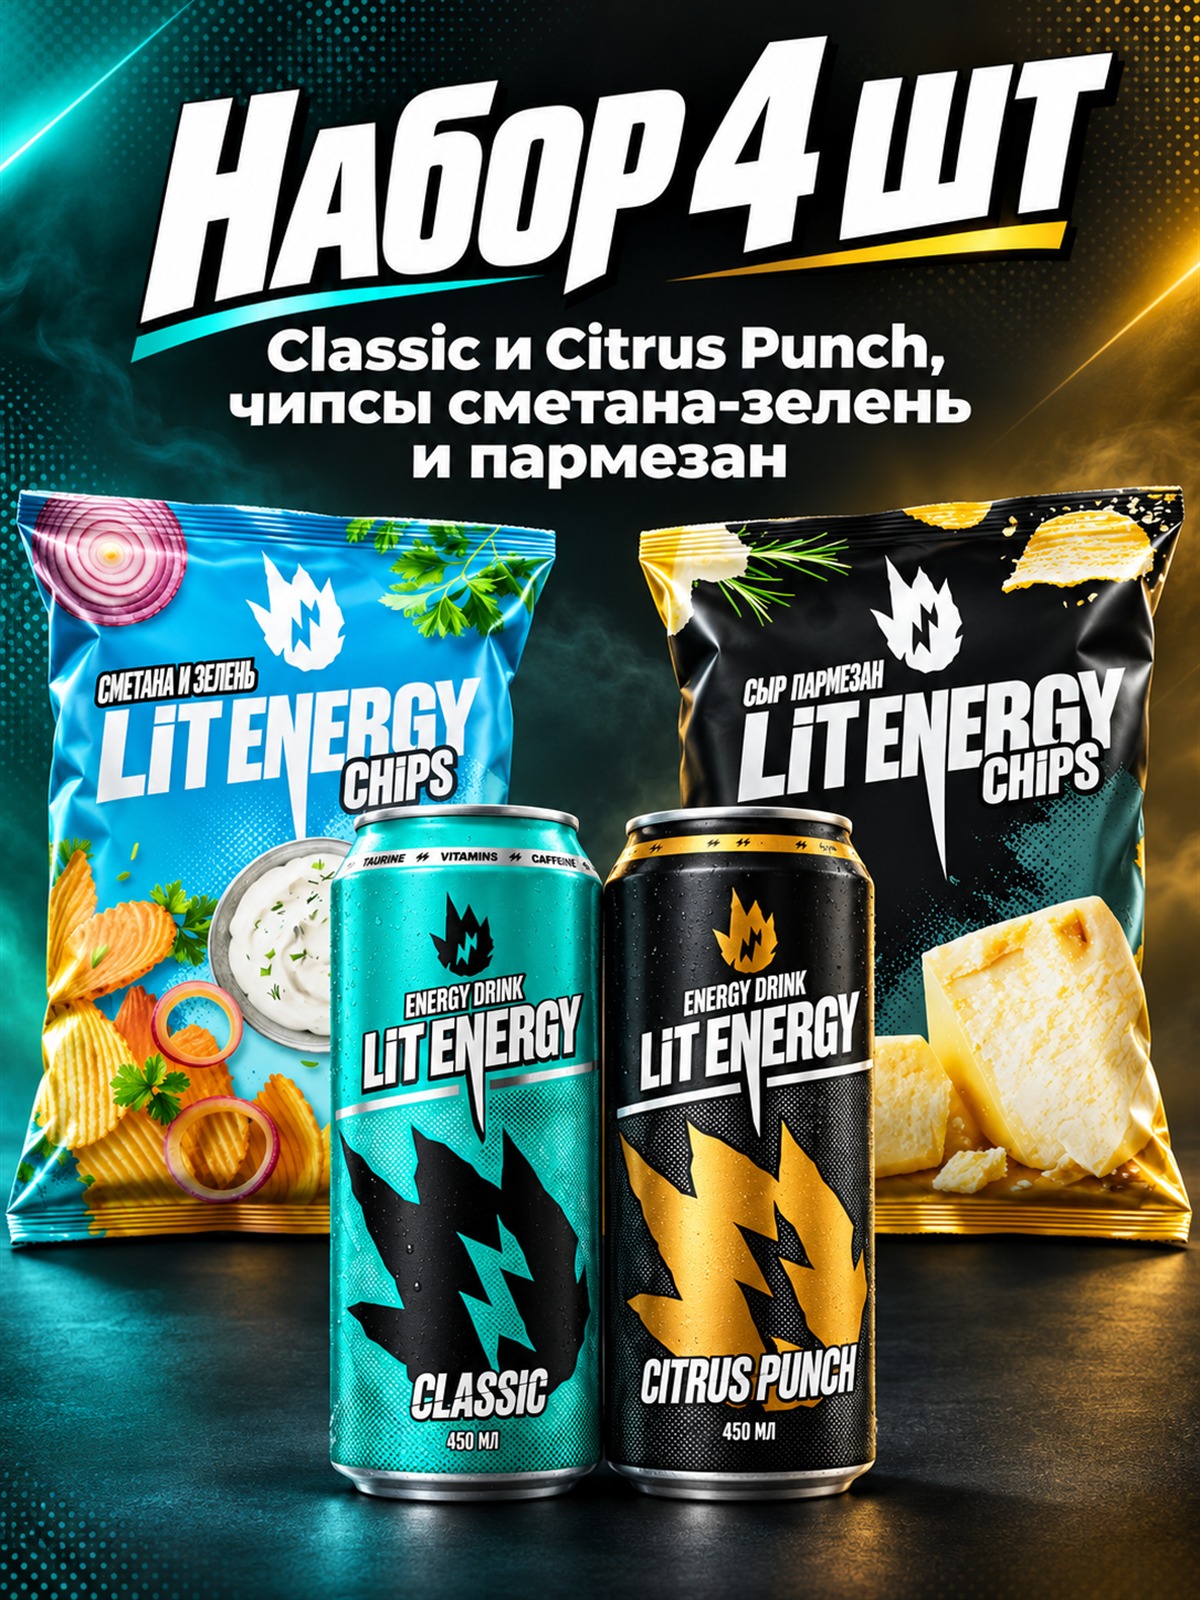 Набор 4 шт
Classic и Citrus Punch,
чипсы сметана-зелень
и пармезан
СМЕТАНА И ЗЕЛЕНЬ
LiT ENERGY
CHiPS
СЫР ПАРМЕЗАН
LiT ENERGY
CHiPS
TAURINE VITAMINS CAFFEINE
ENERGY DRINK
LiT ENERGY
CLASSiC
450 МЛ
ENERGY DRINK
LiT ENERGY
CITRUS PUNCH
450 МЛ